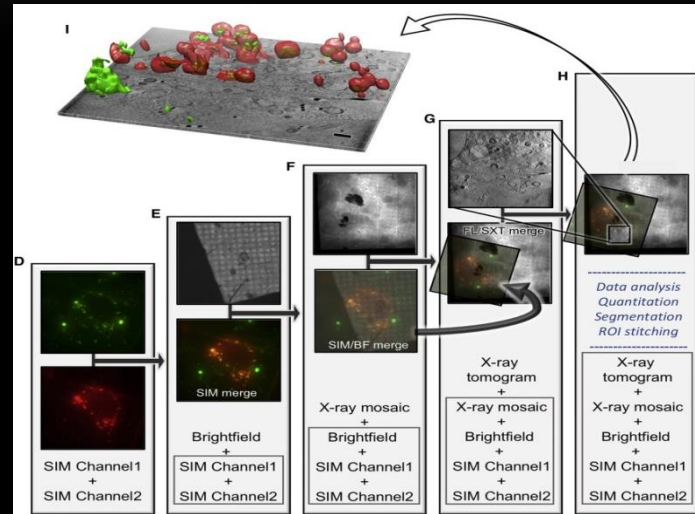 I
H
G
F
E
D
FL/SXT merge
SIM/BF merge
SIM merge
Data analysis
Quantitation
Segmentation
ROI stitching
SIM Channel1
+
SIM Channel2
Brightfield
+
SIM Channel1
+
SIM Channel2
X-ray mosaic
+
Brightfield
+
SIM Channel1
+
SIM Channel2
X-ray
tomogram
+
X-ray mosaic
+
Brightfield
+
SIM Channel1
+
SIM Channel2
X-ray
tomogram
+
X-ray mosaic
+
Brightfield
+
SIM Channel1
+
SIM Channel2